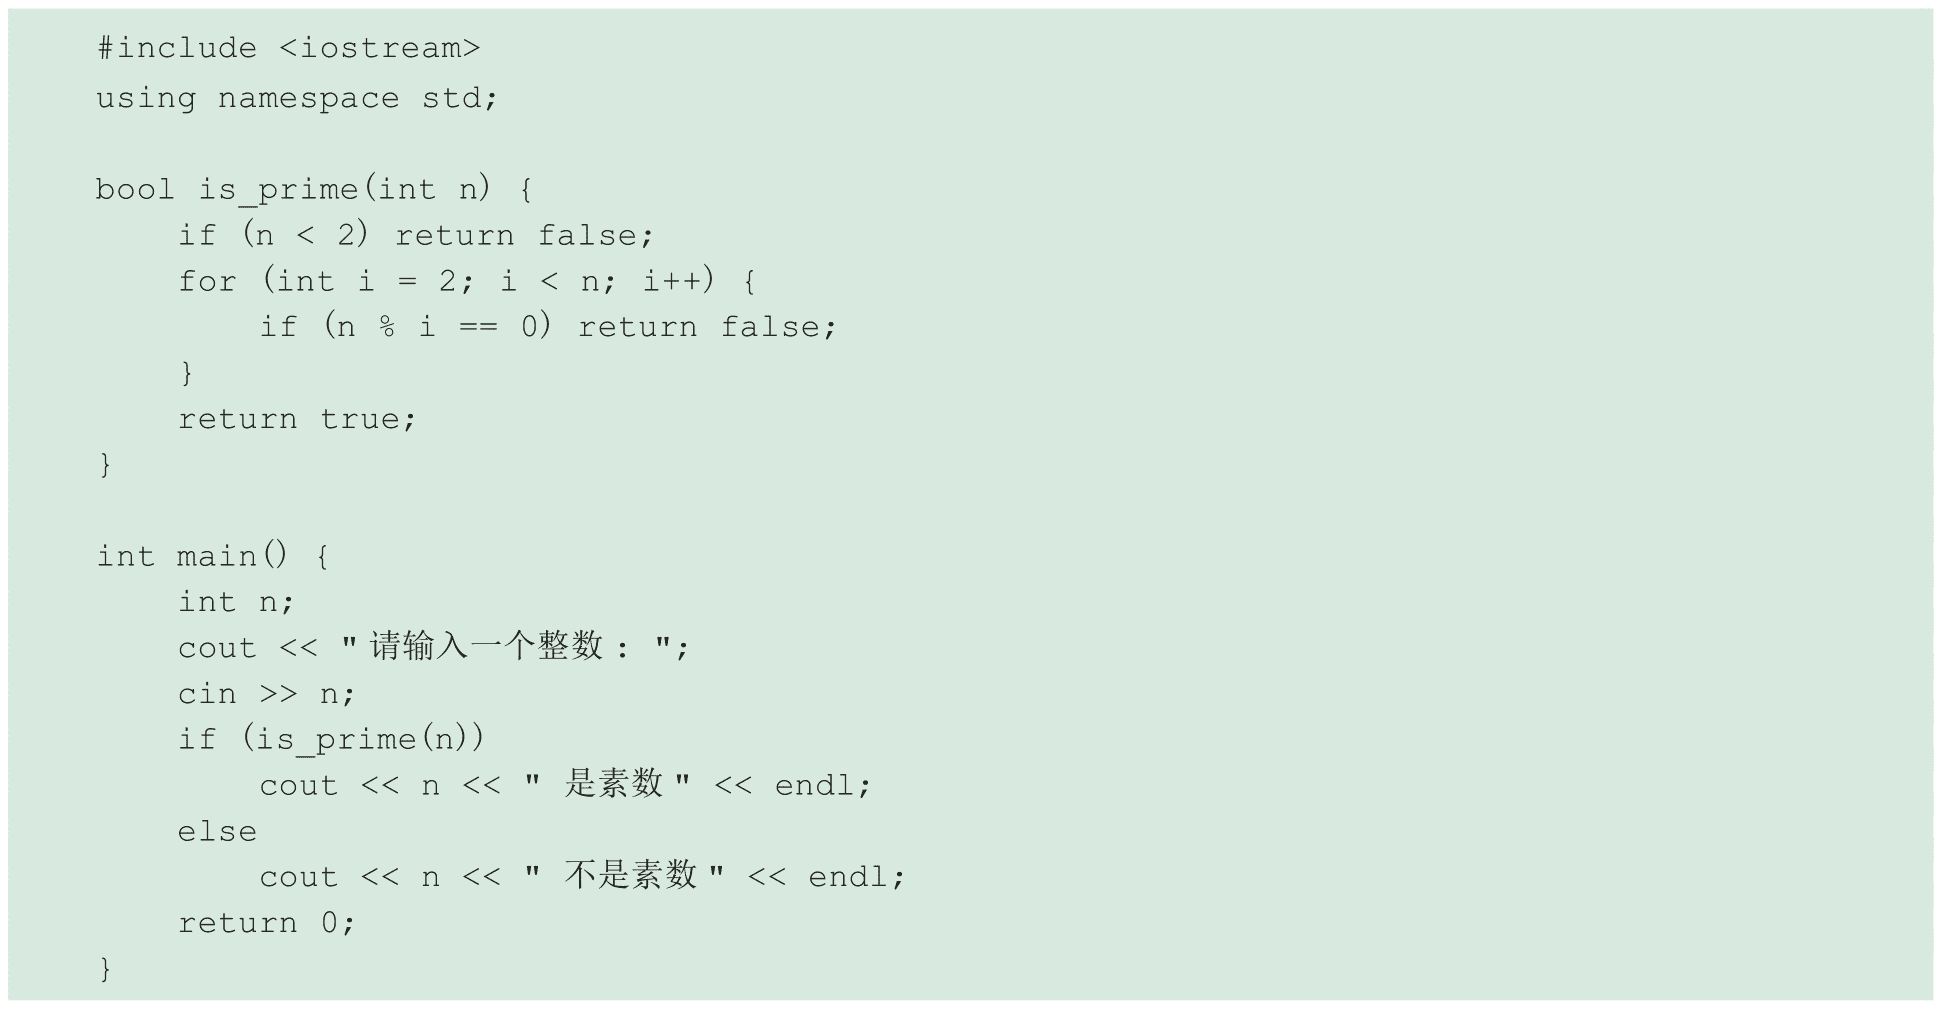 #include <iostream>
using namespace std;
bool is_prime(int n) {
if (n < 2) return false;
for (int i = 2; i < n; i++) {
if (n % i == 0) return false;
}
return true;
}
int main() {
int n;
cout << "请输入一个整数: ";
cin >> n;
if (is_prime(n))
cout << n << " 是素数" << endl;
else
cout << n << " 不是素数" << endl;
return 0;
}